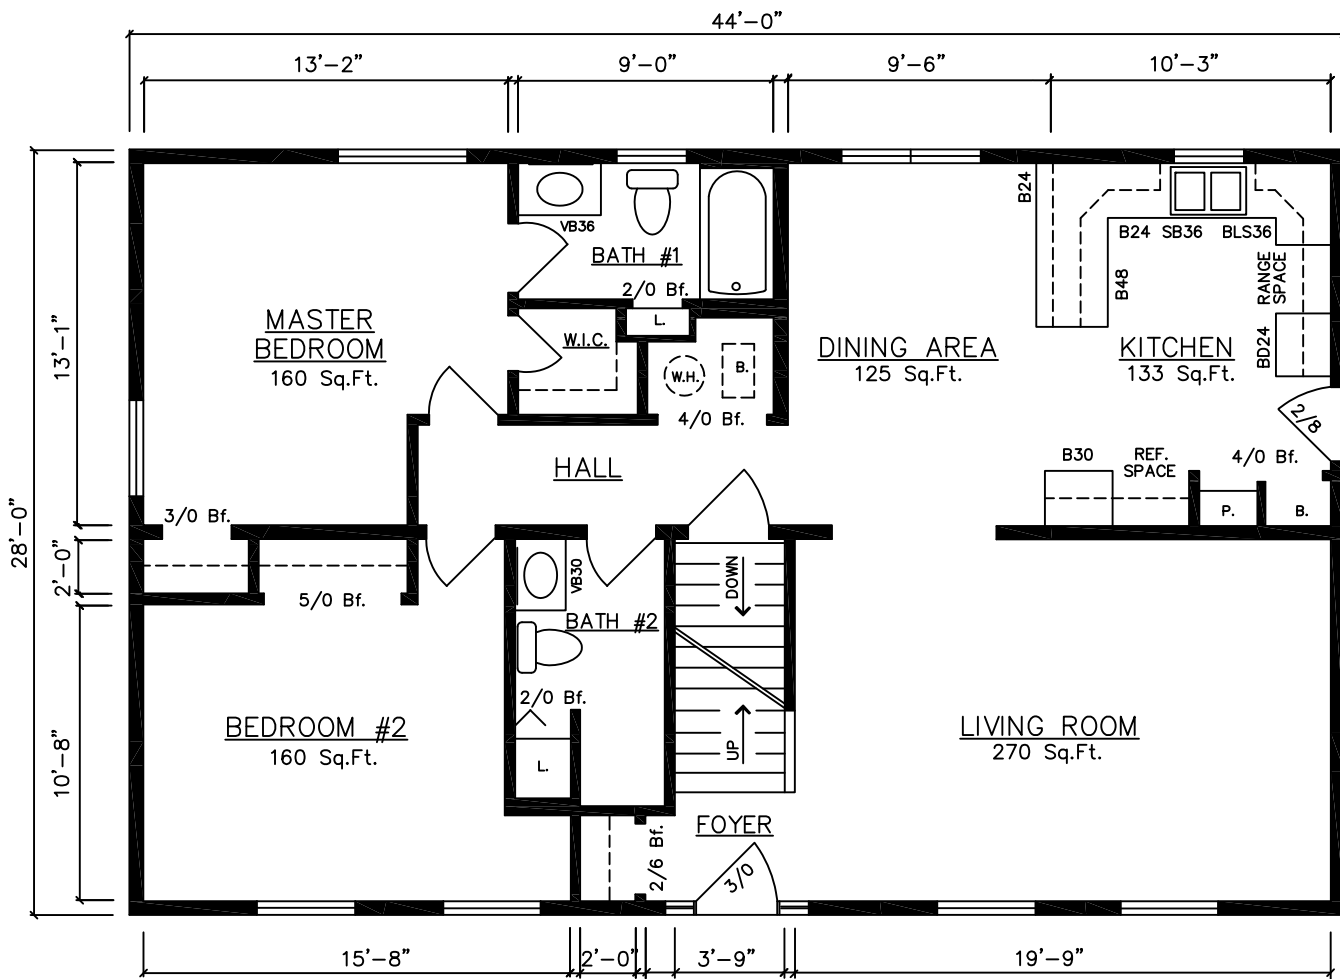 44'-0"
13'-2"
9'-0"
9'-6"
10'-3"
B24
VB36
BATH #1
2/0 Bf.
L.
B24 SB36 BLS36
RANGE
SPACE
B48
BD24
MASTER
BEDROOM
160 Sq.Ft.
W.I.C.
W.H.
B.
4/0 Bf.
DINING AREA
125 Sq.Ft.
KITCHEN
133 Sq.Ft.
2/8
13'-1"
HALL
B30
REF.
SPACE
4/0 Bf.
P.
B.
3/0 Bf.
28'-0"
2'-0"
5/0 Bf.
VB30
BATH #2
DOWN
2/0 Bf.
L.
UP
BEDROOM #2
160 Sq.Ft.
LIVING ROOM
270 Sq.Ft.
10'-8"
FOYER
2/6 Bf.
3/0
15'-8"
2'-0"
3'-9"
19'-9"